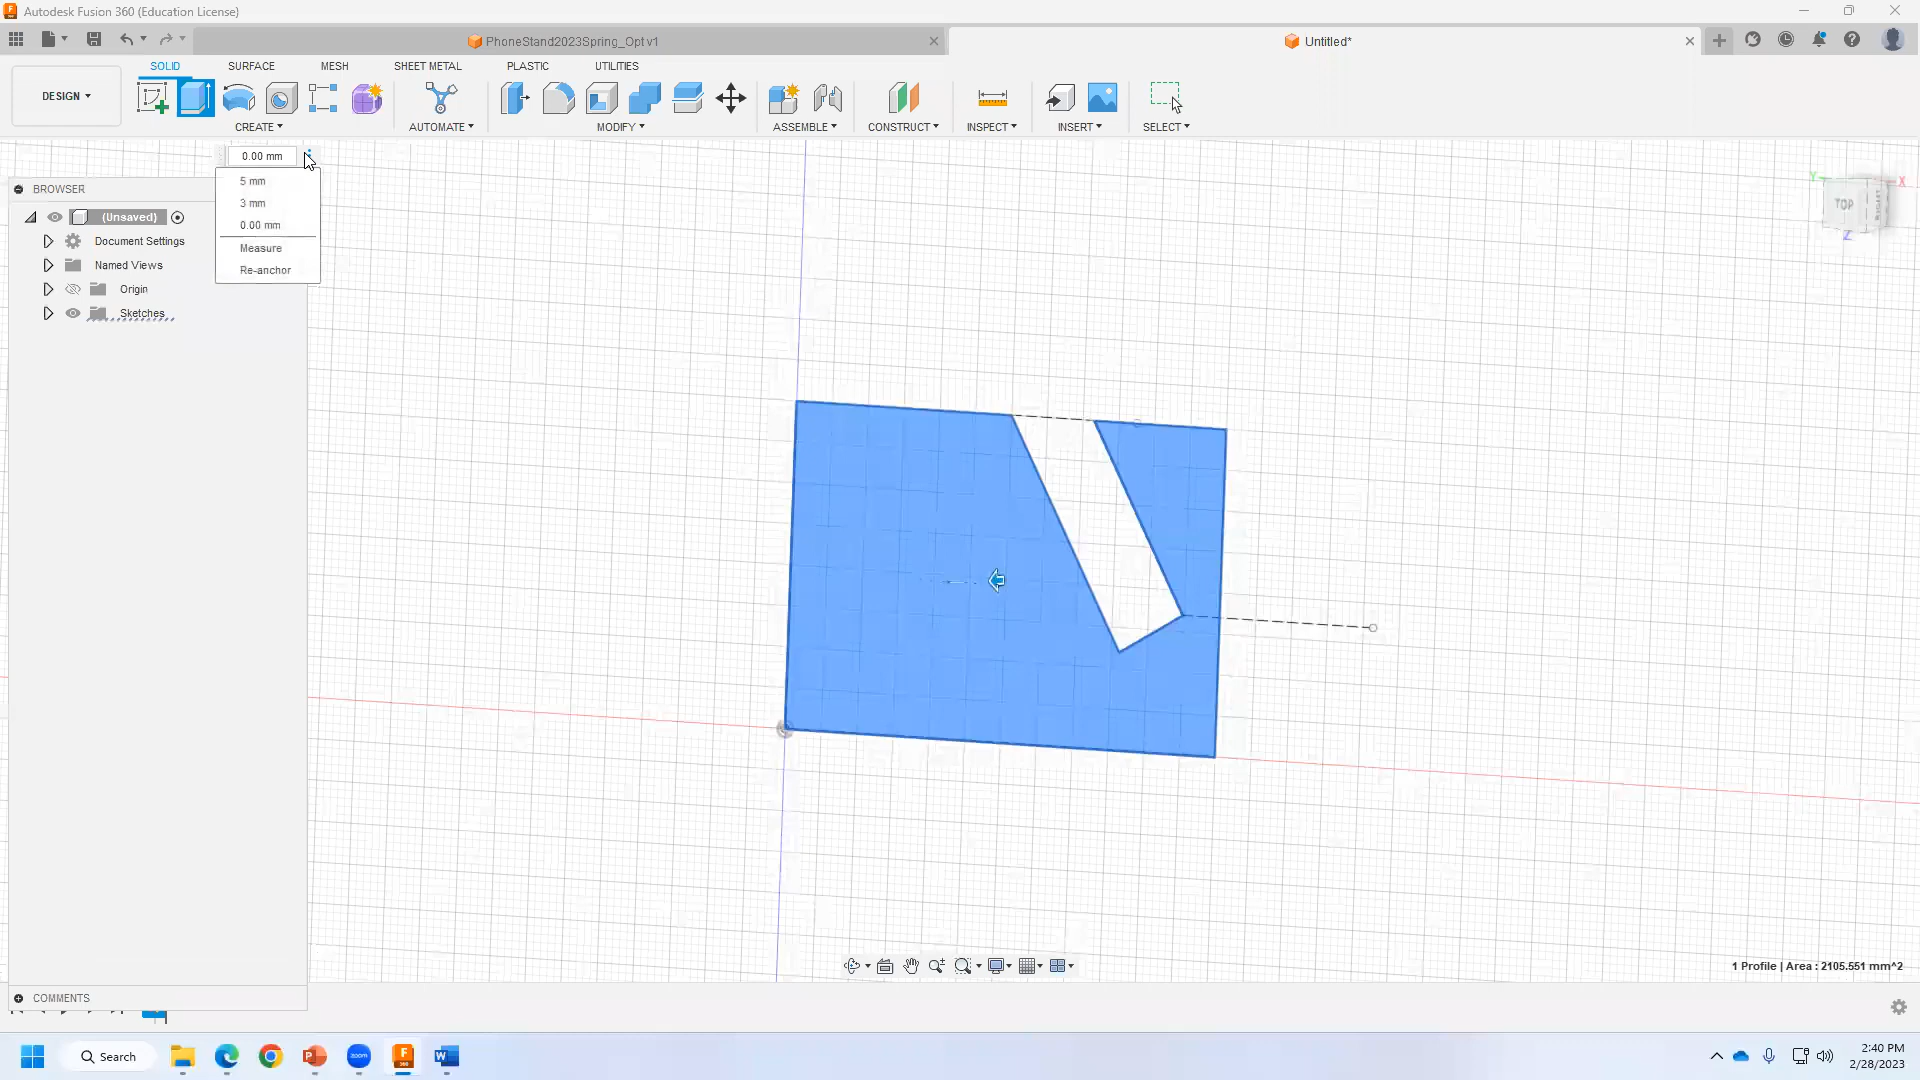 Autodesk Fusion 360 (Education License)
PhoneStand2023Spring_Opt v1
Untitled*
DESIGN
SOLID SURFACE MESH SHEET METAL PLASTIC UTILITIES
CREATE AUTOMATE MODIFY ASSEMBLE CONSTRUCT INSPECT INSERT SELECT
0.00 mm
5 mm
3 mm
0.00 mm
Measure
Re-anchor
BROWSER
(Unsaved)
Document Settings
Named Views
Origin
Sketches
Y
X
TOP
RIGHT
Z
1 Profile | Area : 2105.551 mm^2
COMMENTS
Search
zoom
F
360
P
W
2:40 PM
2/28/2023